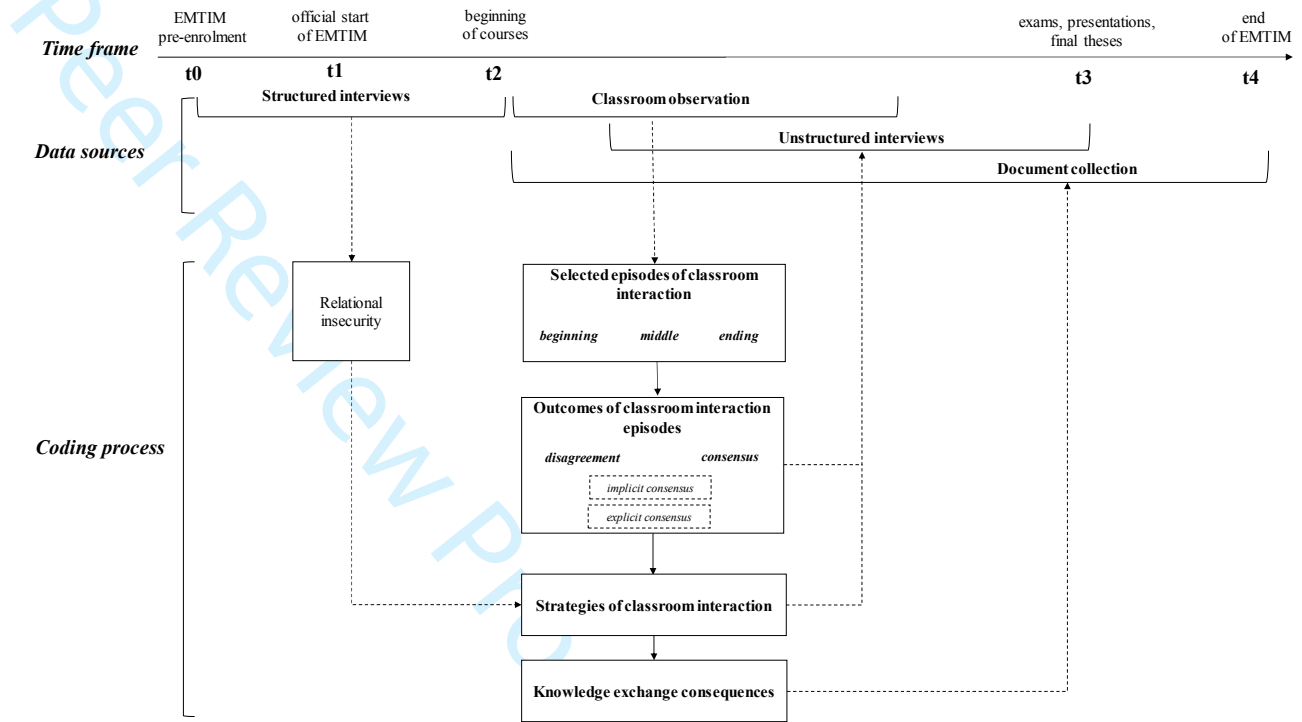 EMTIM
pre-enrolment
official start
of EMTIM
beginning
of courses
exams, presentations,
final theses
end
of EMTIM
Time frame
t0
t1
t2
t3
t4
Structured interviews
Classroom observation
Unstructured interviews
Data sources
Document collection
Selected episodes of classroom
interaction
beginning middle ending
Relational
insecurity
Outcomes of classroom interaction
episodes
Coding process
disagreement consensus
implicit consensus
explicit consensus
Strategies of classroom interaction
Knowledge exchange consequences
Peer Review Pro